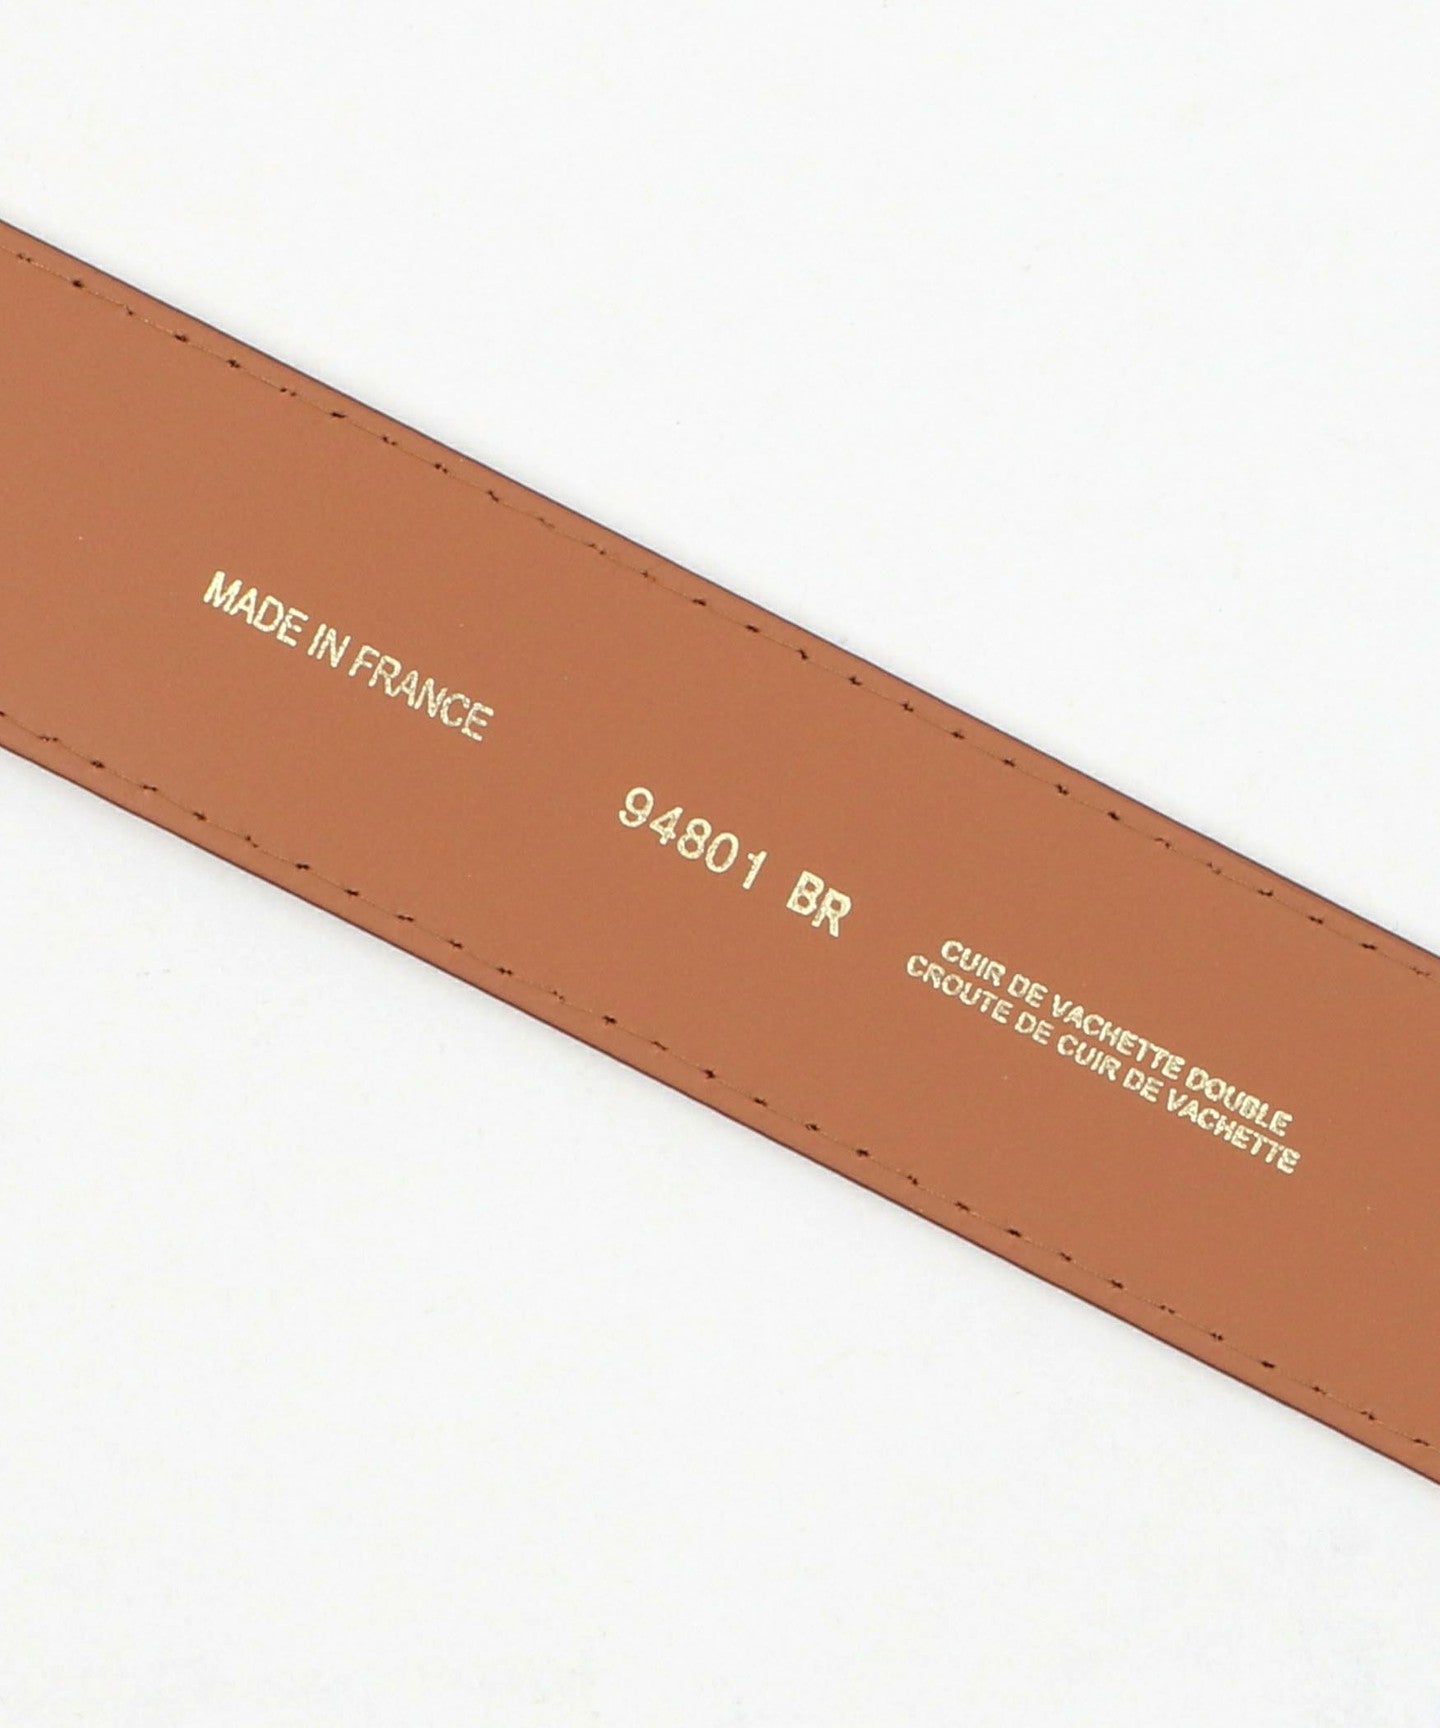 MADE IN FRANCE
94801 BR
CUIR DE VACHETTE DOUBLE
CROUTE DE CUIR DE VACHETTE